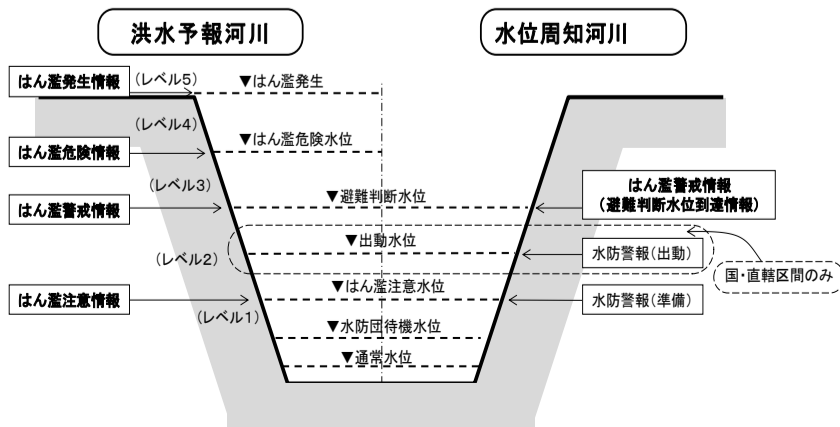 洪水予報河川
水位周知河川
はん濫発生情報
(レベル5)
▼はん濫発生
(レベル4)
▼はん濫危険水位
はん濫危険情報
(レベル3)
▼避難判断水位
はん濫警戒情報
はん濫警戒情報
(避難判断水位到達情報)
▼出動水位
水防警報(出動)
(レベル2)
国・直轄区間のみ
▼はん濫注意水位
はん濫注意情報
水防警報(準備)
(レベル1)
▼水防団待機水位
▼通常水位